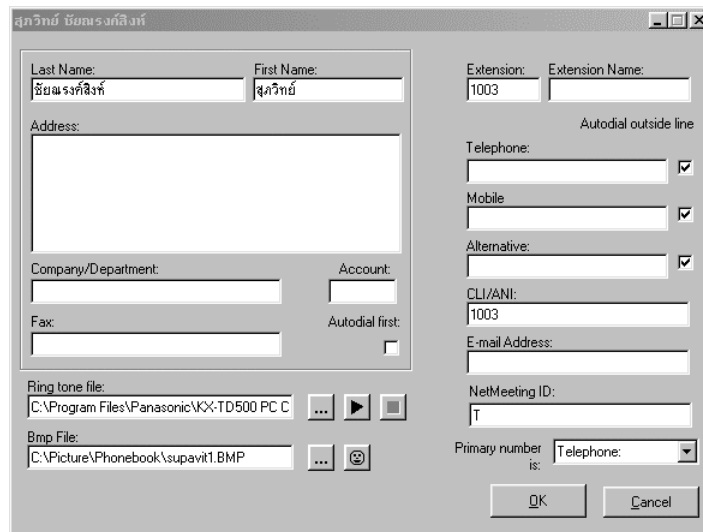 สุภวิทย์ ชัยณรงค์สิงห์
Last Name:
First Name:
ชัยณรงค์สิงห์
สุภวิทย์
Address:
Company/Department:
Account:
Fax:
Autodial first:
Ring tone file:
C:\Program Files\Panasonic\KX-TD500 PC C
...
Bmp File:
C:\Picture\Phonebook\supavit1.BMP
...
Extension:
Extension Name:
1003
Autodial outside line
Telephone:
Mobile
Alternative:
CLI/ANI:
1003
E-mail Address:
NetMeeting ID:
T
Primary number
is:
Telephone:
OK
Cancel